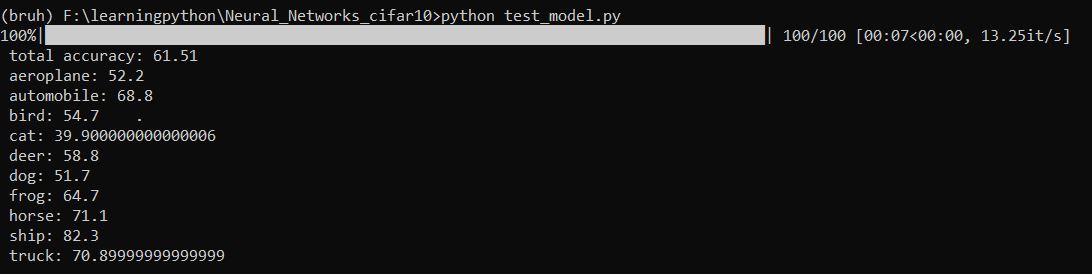 (bruh) F:\learningpython\Neural_Networks_cifar10>python test_model.py
100%|██████████| 100/100 [00:07<00:00, 13.25it/s]
total accuracy: 61.51
aeroplane: 52.2
automobile: 68.8
bird: 54.7    .
cat: 39.900000000000006
deer: 58.8
dog: 51.7
frog: 64.7
horse: 71.1
ship: 82.3
truck: 70.89999999999999